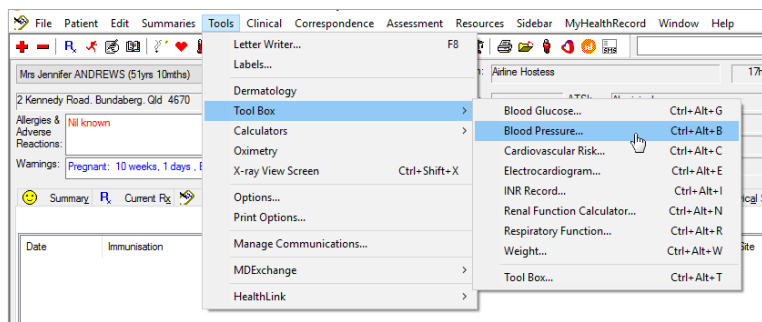 File Patient Edit Summaries Tools Clinical Correspondence Assessment Resources Sidebar MyHealthRecord Window Help
SMS
Mrs Jennifer ANDREWS (51yrs 10mths)
Airline Hostess
17h
2 Kennedy Road. Bundaberg. Qld 4670
Allergies &
Adverse
Reactions:
Nil known
Warnings:
Pregnant: 10 weeks, 1 days ,
Summary Rx Current Rx
Date Immunisation
Site
Letter Writer... F8
Labels...
Dermatology
Tool Box >
Calculators >
Oximetry
X-ray View Screen Ctrl+Shift+X
Options...
Print Options...
Manage Communications...
MDExchange >
HealthLink >
Blood Glucose... Ctrl+Alt+G
Blood Pressure... Ctrl+Alt+B
Cardiovascular Risk... Ctrl+Alt+C
Electrocardiogram... Ctrl+Alt+E
INR Record... Ctrl+Alt+I
Renal Function Calculator... Ctrl+Alt+N
Respiratory Function... Ctrl+Alt+R
Weight... Ctrl+Alt+W
Tool Box... Ctrl+Alt+T